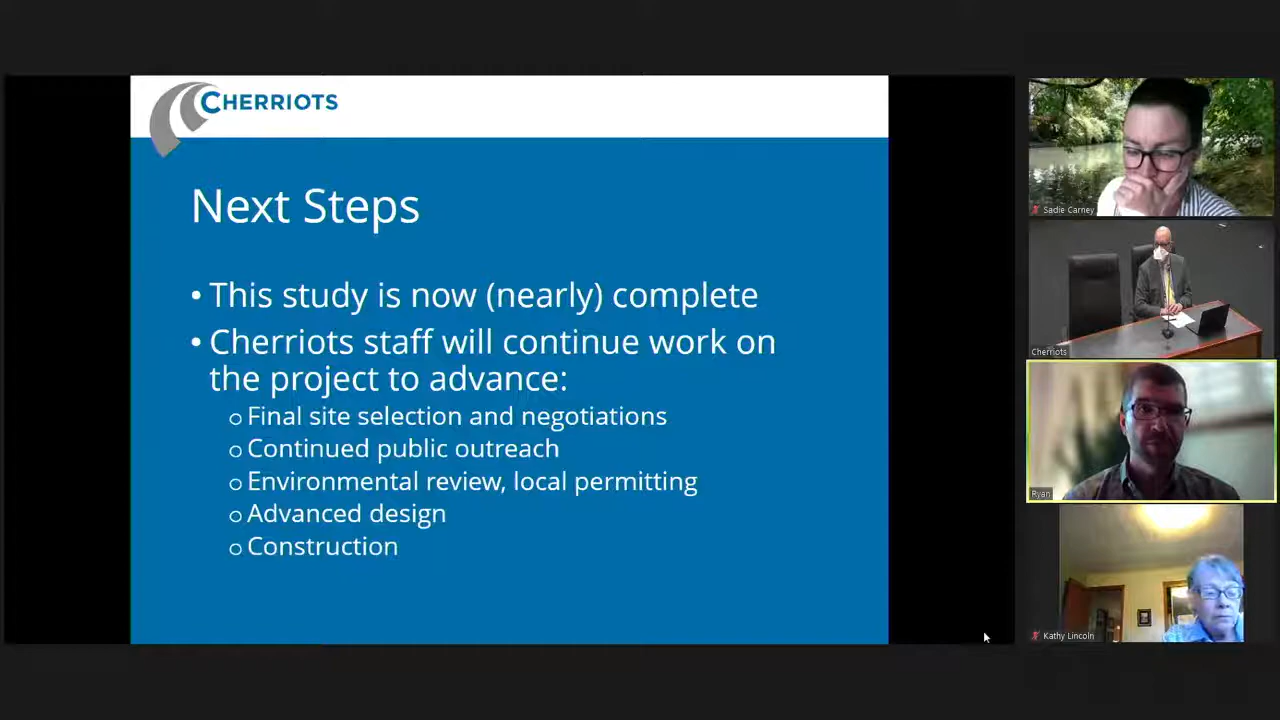 CHERRIOTS
Next Steps
• This study is now (nearly) complete
• Cherriots staff will continue work on
the project to advance:
o Final site selection and negotiations
o Continued public outreach
o Environmental review, local permitting
o Advanced design
o Construction
Sadie Carney
Cherriots
Ryan
Kathy Lincoln